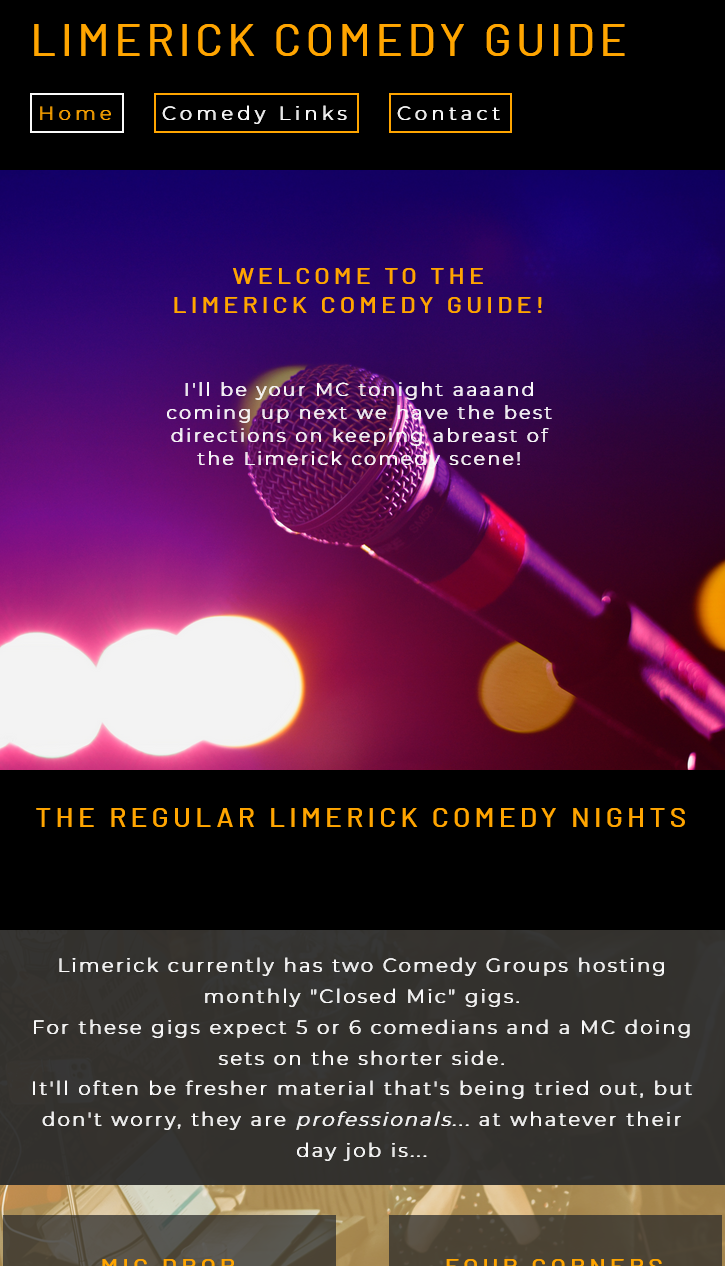 LIMERICK COMEDY GUIDE
Home
Comedy Links
Contact
WELCOME TO THE
LIMERICK COMEDY GUIDE!
I'll be your MC tonight aaaand
coming up next we have the best
directions on keeping abreast of
the Limerick comedy scene!
THE REGULAR LIMERICK COMEDY NIGHTS
Limerick currently has two Comedy Groups hosting
monthly "Closed Mic" gigs.
For these gigs expect 5 or 6 comedians and a MC doing
sets on the shorter side.
It'll often be fresher material that's being tried out, but
don't worry, they are professionals... at whatever their
day job is...
MIC DROP
FOUR CORNERS